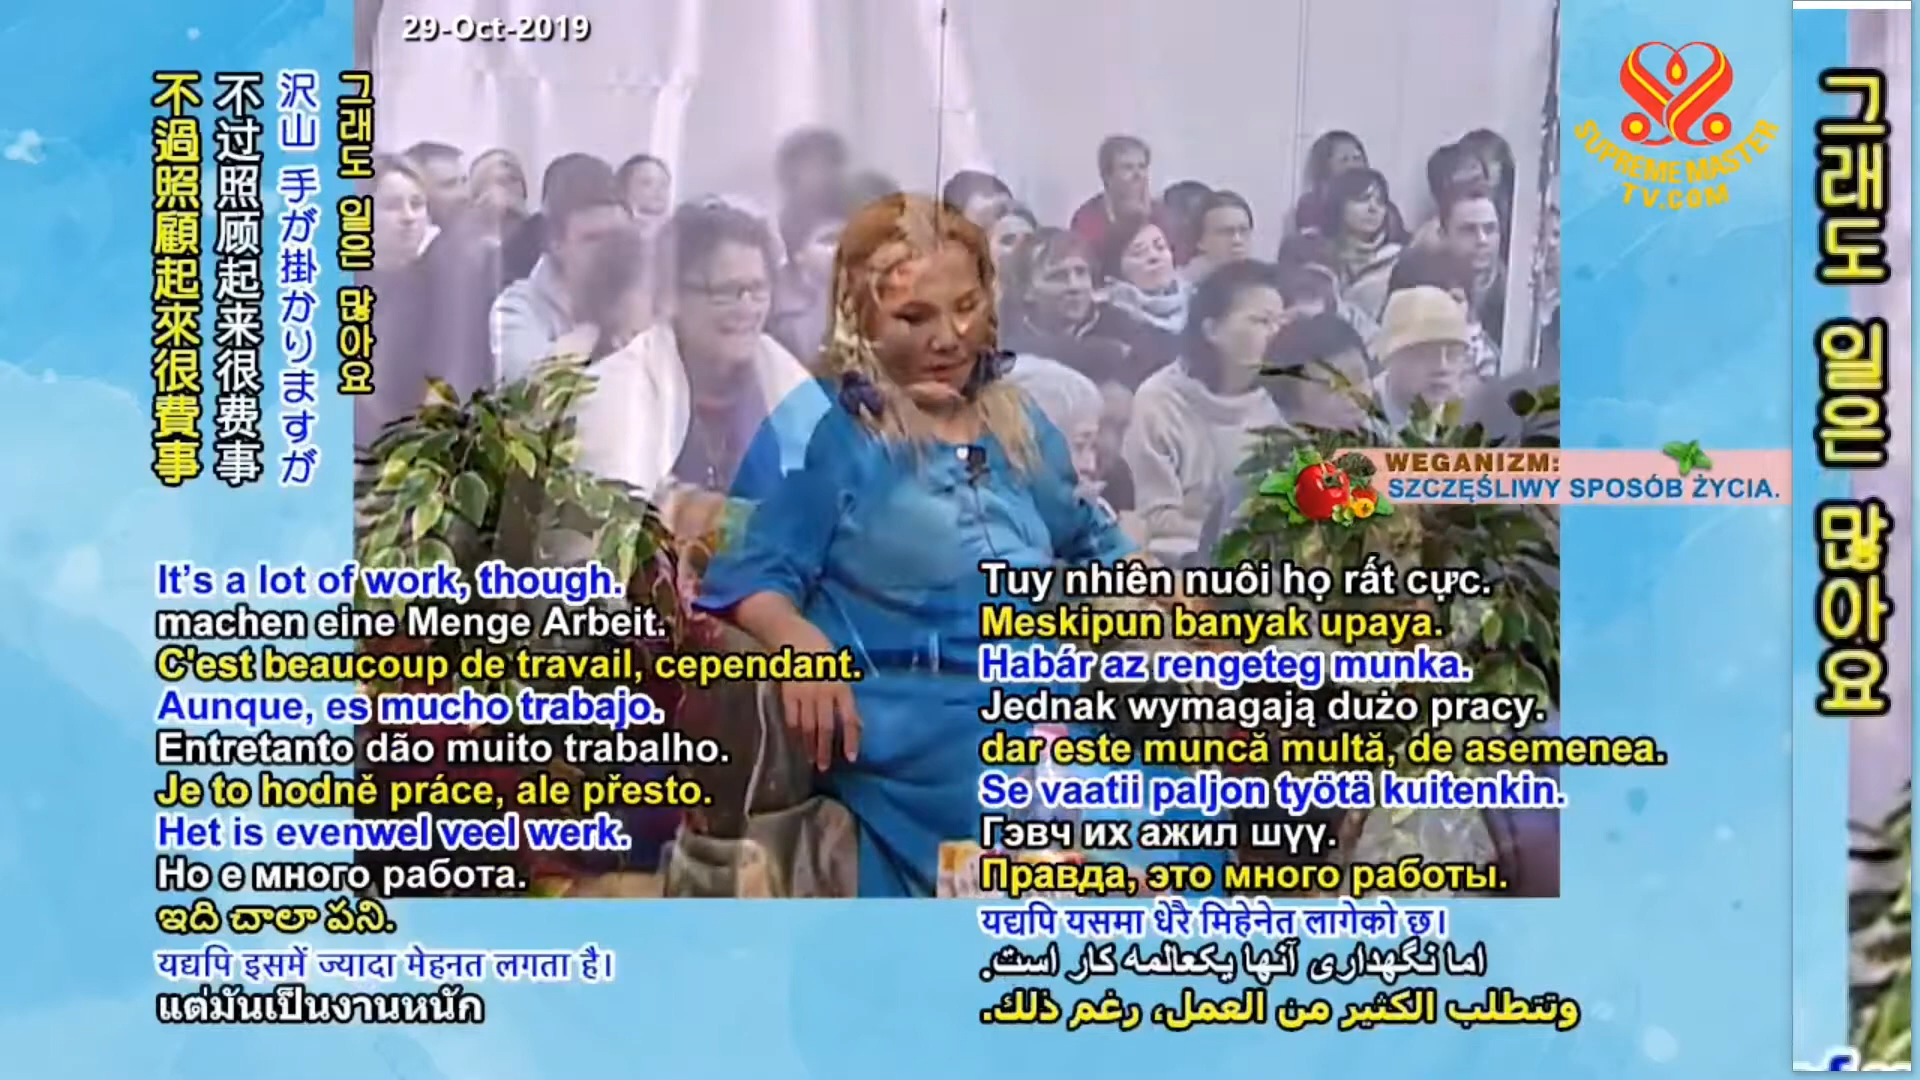 29-Oct-2019
SUPREME MASTER
TV.COM
그래도 일은 많아요
沢山 手が掛かりますが
不过照顾起来很费事
不過照顧起來很費事
그래도 일은 많아요
WEGANIZM:
SZCZĘŚLIWY SPOSÓB ŻYCIA.
It’s a lot of work, though.
machen eine Menge Arbeit.
C'est beaucoup de travail, cependant.
Aunque, es mucho trabajo.
Entretanto dão muito trabalho.
Je to hodně práce, ale přesto.
Het is evenwel veel werk.
Но е много работа.
ఇది చాలా పని.
यद्यपि इसमें ज्यादा मेहनत लगता है।
แต่มันเป็นงานหนัก
Tuy nhiên nuôi họ rất cực.
Meskipun banyak upaya.
Habár az rengeteg munka.
Jednak wymagają dużo pracy.
dar este muncă multă, de asemenea.
Se vaatii paljon työtä kuitenkin.
Гэвч их ажил шүү.
Правда, это много работы.
यद्यपि यसमा धेरै मिहेनेत लागेको छ।
اما نگهداری آنها یکعالمه کار است.
وتتطلب الكثير من العمل، رغم ذلك.